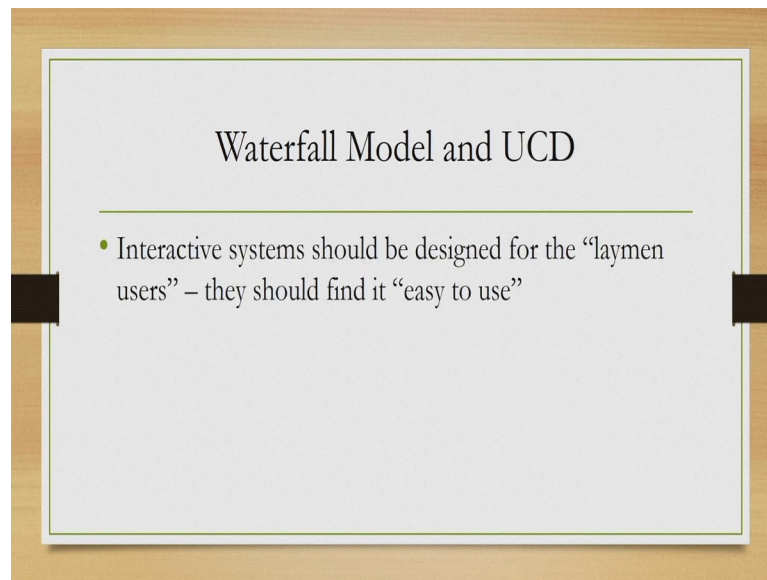 Waterfall Model and UCD
• Interactive systems should be designed for the “laymen
users” – they should find it “easy to use”